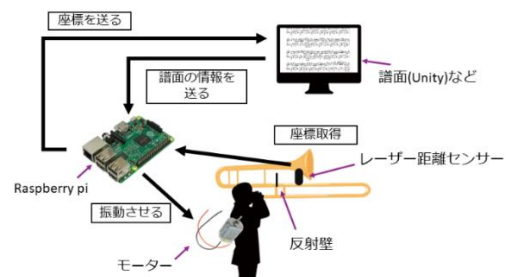 座標を送る
譜面の情報を
送る
譜面(Unity)など
座標取得
レーザー距離センサー
Raspberry pi
振動させる
反射壁
モーター